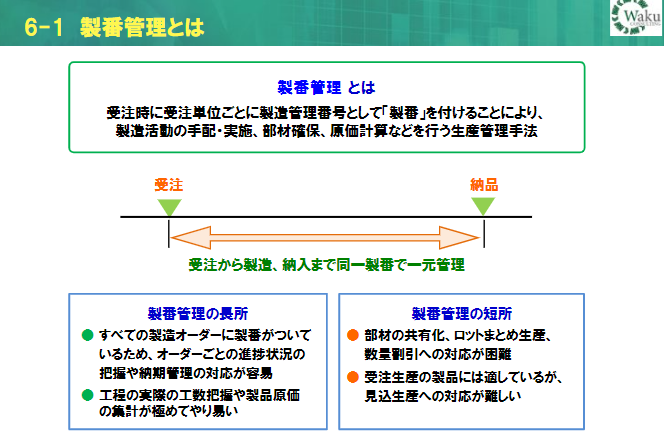 6-1 製番管理とは
Waku
製番管理 とは
受注時に受注単位ごとに製造管理番号として「製番」を付けることにより、
製造活動の手配・実施、部材確保、原価計算などを行う生産管理手法
受注
納品
受注から製造、納入まで同一製番で一元管理
製番管理の長所
● すべての製造オーダーに製番がついて
いるため、オーダーごとの進捗状況の
把握や納期管理の対応が容易
● 工程の実際の工数把握や製品原価
の集計が極めてやり易い
製番管理の短所
● 部材の共有化、ロットまとめ生産、
数量割引への対応が困難
● 受注生産の製品には適しているが、
見込生産への対応が難しい